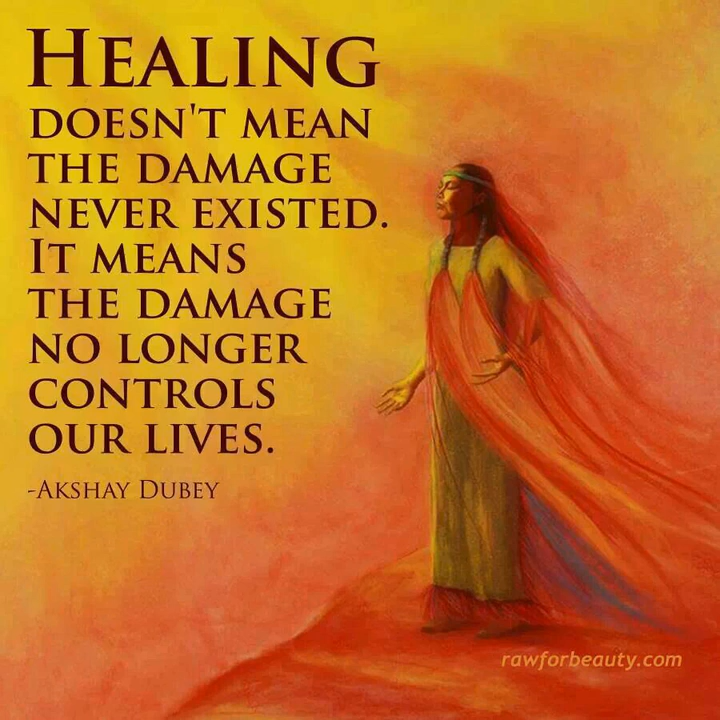 HEALING
DOESN'T MEAN
THE DAMAGE
NEVER EXISTED.
IT MEANS
THE DAMAGE
NO LONGER
CONTROLS
OUR LIVES.
-AKSHAY DUBEY
rawforbeauty.com